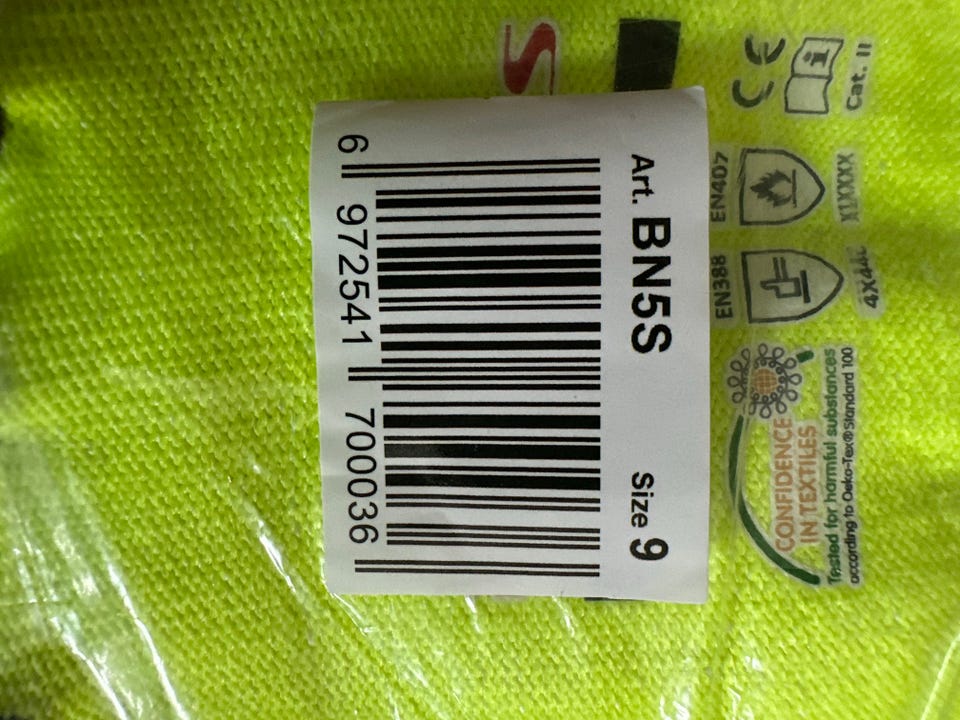 CE
Cat. II
EN407
X1XXXX
EN388
Art. BN5S Size 9
6 972541 700036
CONFIDENCE
IN TEXTILES
Tested for harmful substances
according to Oeko-Tex®Standard 100